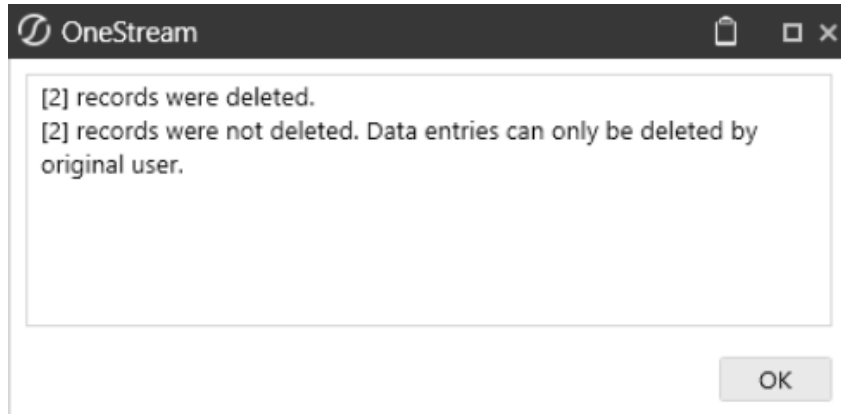 OneStream
[2] records were deleted.
[2] records were not deleted. Data entries can only be deleted by
original user.
OK